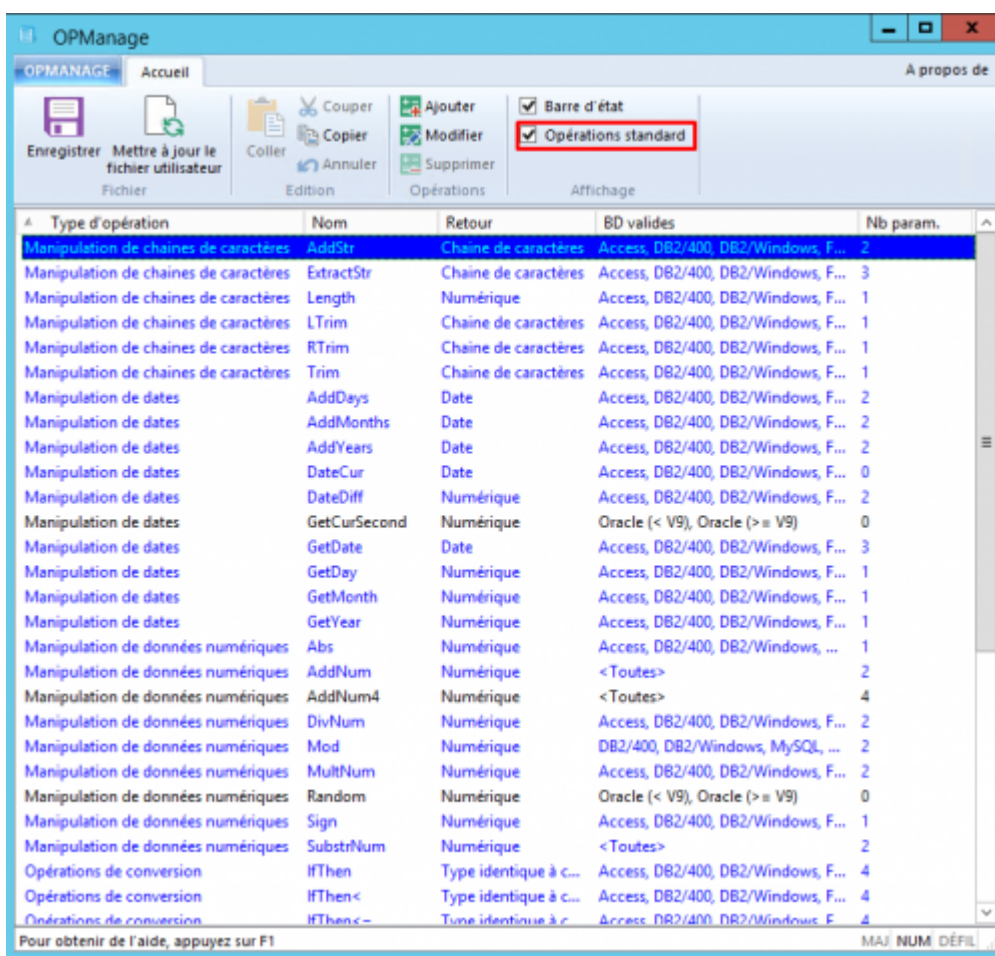 OPManage
OPMANAGE Accueil A propos de
Enregistrer Mettre à jour le fichier utilisateur
Fichier
Coller Couper Copier Annuler
Edition
Ajouter Modifier Supprimer
Opérations
Barre d'état
Opérations standard
Affichage
Type d'opération Nom Retour BD valides Nb param.
Manipulation de chaines de caractères AddStr Chaine de caractères Access, DB2/400, DB2/Windows, F... 2
Manipulation de chaines de caractères ExtractStr Chaine de caractères Access, DB2/400, DB2/Windows, F... 3
Manipulation de chaines de caractères Length Numérique Access, DB2/400, DB2/Windows, F... 1
Manipulation de chaines de caractères LTrim Chaine de caractères Access, DB2/400, DB2/Windows, F... 1
Manipulation de chaines de caractères RTrim Chaine de caractères Access, DB2/400, DB2/Windows, F... 1
Manipulation de chaines de caractères Trim Chaine de caractères Access, DB2/400, DB2/Windows, F... 1
Manipulation de dates AddDays Date Access, DB2/400, DB2/Windows, F... 2
Manipulation de dates AddMonths Date Access, DB2/400, DB2/Windows, F... 2
Manipulation de dates AddYears Date Access, DB2/400, DB2/Windows, F... 2
Manipulation de dates DateCur Date Access, DB2/400, DB2/Windows, F... 0
Manipulation de dates DateDiff Numérique Access, DB2/400, DB2/Windows, F... 2
Manipulation de dates GetCurSecond Numérique Oracle (< V9), Oracle (>= V9) 0
Manipulation de dates GetDate Date Access, DB2/400, DB2/Windows, F... 3
Manipulation de dates GetDay Numérique Access, DB2/400, DB2/Windows, F... 1
Manipulation de dates GetMonth Numérique Access, DB2/400, DB2/Windows, F... 1
Manipulation de dates GetYear Numérique Access, DB2/400, DB2/Windows, F... 1
Manipulation de données numériques Abs Numérique Access, DB2/400, DB2/Windows, ... 1
Manipulation de données numériques AddNum Numérique <Toutes> 2
Manipulation de données numériques AddNum4 Numérique <Toutes> 4
Manipulation de données numériques DivNum Numérique Access, DB2/400, DB2/Windows, F... 2
Manipulation de données numériques Mod Numérique DB2/400, DB2/Windows, MySQL, ... 2
Manipulation de données numériques MultNum Numérique Access, DB2/400, DB2/Windows, F... 2
Manipulation de données numériques Random Numérique Oracle (< V9), Oracle (>= V9) 0
Manipulation de données numériques Sign Numérique Access, DB2/400, DB2/Windows, F... 1
Manipulation de données numériques SubstrNum Numérique <Toutes> 2
Opérations de conversion IfThen Type identique à c... Access, DB2/400, DB2/Windows, F... 4
Opérations de conversion IfThen< Type identique à c... Access, DB2/400, DB2/Windows, F... 4
Opérations de conversion IfThen<= Type identique à c... Access, DB2/400, DB2/Windows, F... 4
Pour obtenir de l'aide, appuyez sur F1 MAJ NUM DÉFIL